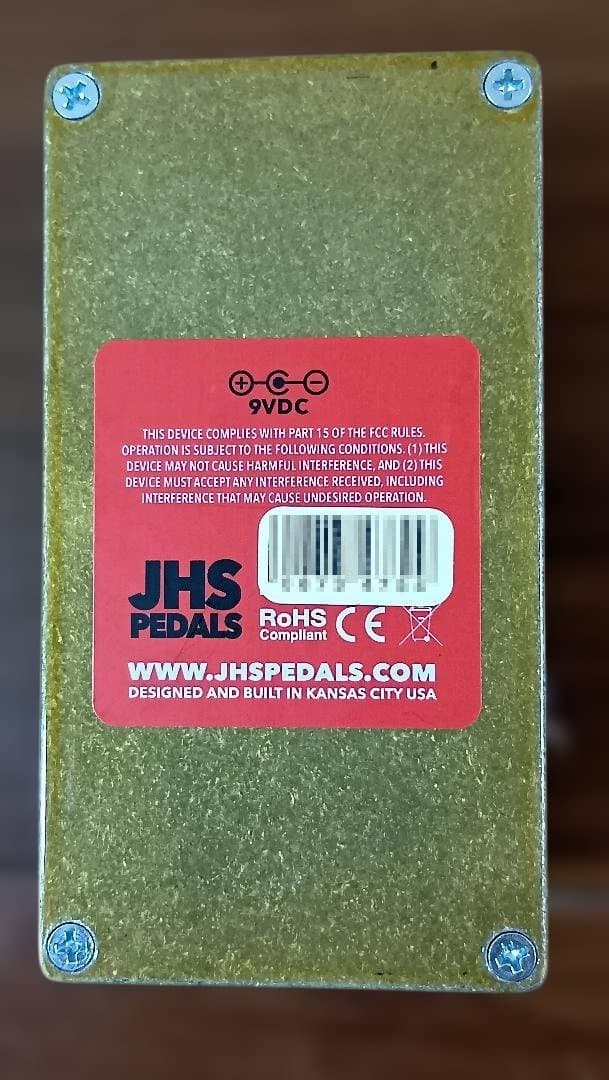 9VDC
THIS DEVICE COMPLIES WITH PART 15 OF THE FCC RULES.
OPERATION IS SUBJECT TO THE FOLLOWING CONDITIONS. (1) THIS
DEVICE MAY NOT CAUSE HARMFUL INTERFERENCE, AND (2) THIS
DEVICE MUST ACCEPT ANY INTERFERENCE RECEIVED, INCLUDING
INTERFERENCE THAT MAY CAUSE UNDESIRED OPERATION.
JHS
PEDALS
RoHS
Compliant
CE
WWW.JHSPEDALS.COM
DESIGNED AND BUILT IN KANSAS CITY USA